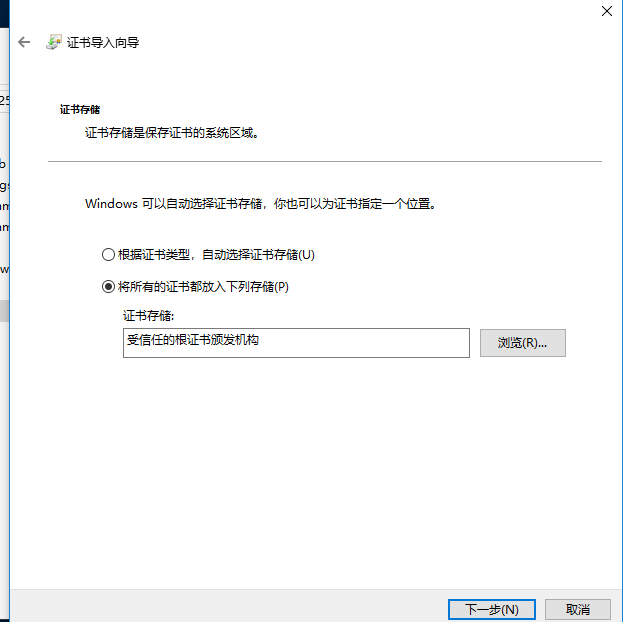 证书导入向导
证书存储
证书存储是保存证书的系统区域。
Windows 可以自动选择证书存储，你也可以为证书指定一个位置。
根据证书类型，自动选择证书存储(U)
将所有的证书都放入下列存储(P)
证书存储:
受信任的根证书颁发机构
浏览(R)...
下一步(N)
取消